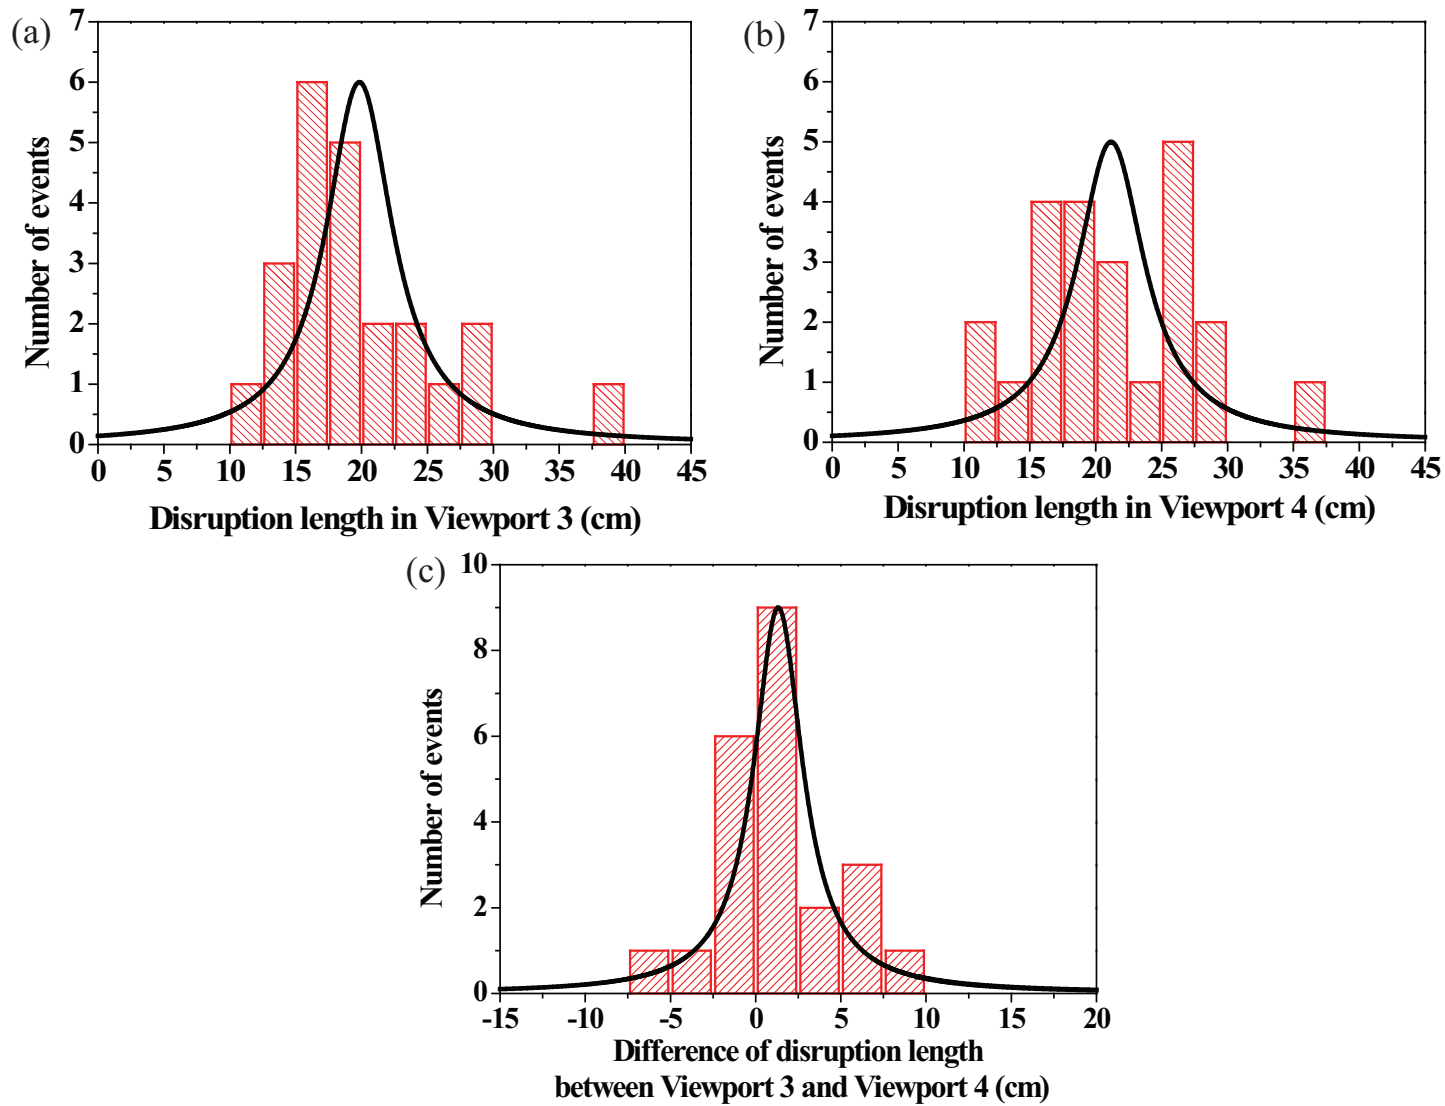 (a)
7
6
5
4
3
2
1
0
Number of events
0 5 10 15 20 25 30 35 40 45
Disruption length in Viewport 3 (cm)
(b)
7
6
5
4
3
2
1
0
Number of events
0 5 10 15 20 25 30 35 40 45
Disruption length in Viewport 4 (cm)
(c)
10
8
6
4
2
0
Number of events
-15 -10 -5 0 5 10 15 20
Difference of disruption length
between Viewport 3 and Viewport 4 (cm)